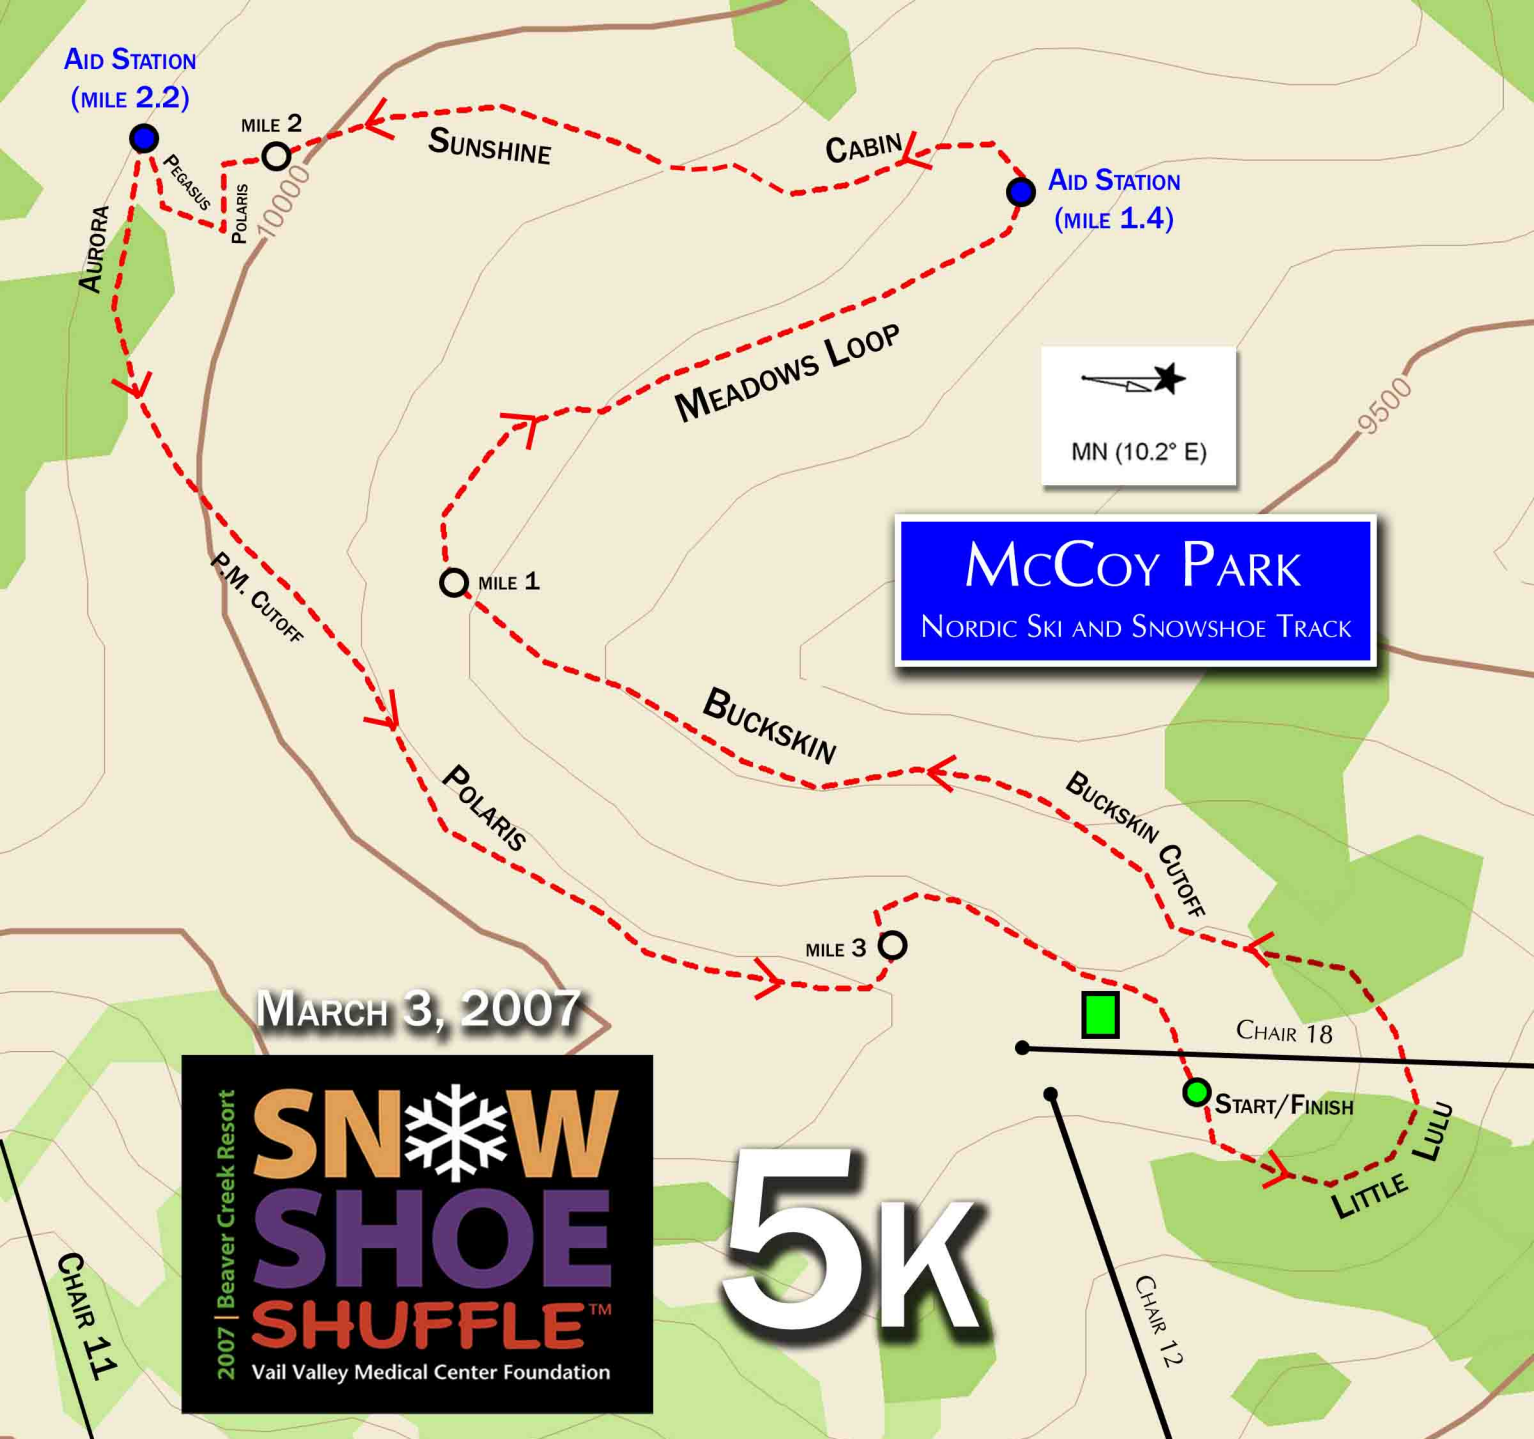 Aid Station
(mile 2.2)
mile 2
Pegasus
Polaris
10000
Aurora
Sunshine
Cabin
Aid Station
(mile 1.4)
Meadows Loop
MN (10.2° E)
9500
McCoy Park
Nordic Ski and Snowshoe Track
mile 1
P.M. Cutoff
Buckskin
Buckskin Cutoff
Polaris
mile 3
Chair 18
Start/Finish
Little Lulu
March 3, 2007
2007 | Beaver Creek Resort
SNOW
SHOE
SHUFFLE™
Vail Valley Medical Center Foundation
5K
Chair 11
Chair 12